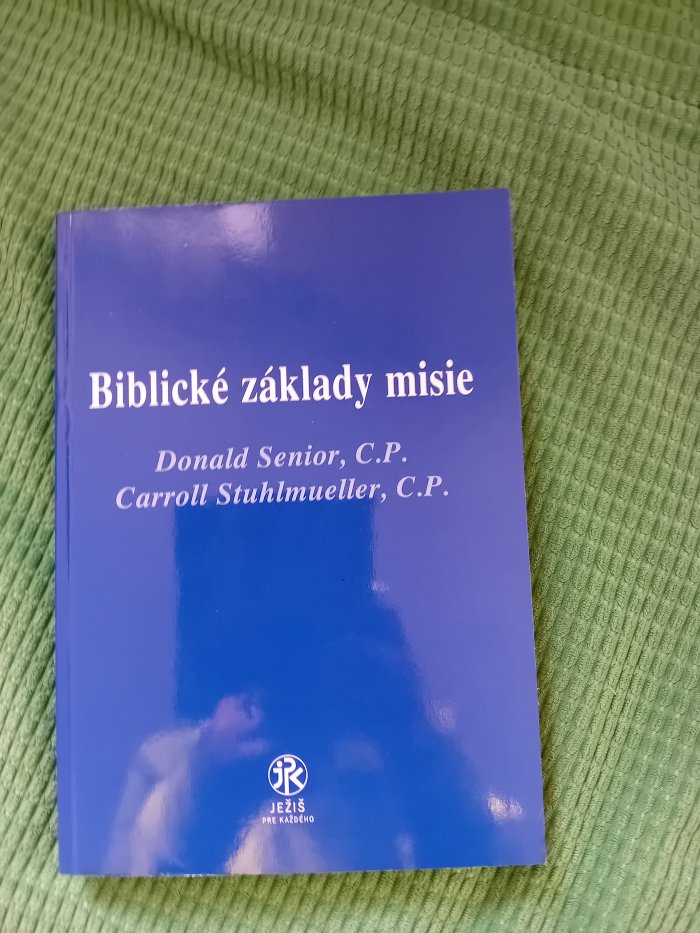 Biblické základy misie
Donald Senior, C.P.
Carroll Stuhlmueller, C.P.
JPK
JEŽIŠ
PRE KAŽDÉHO